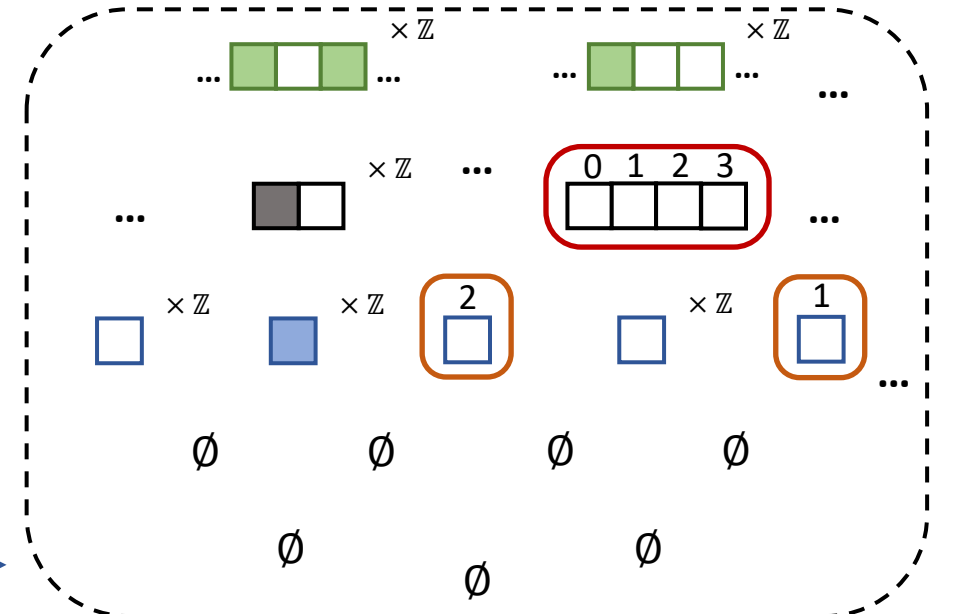 × ℤ × ℤ
... ... ... ... ...
× ℤ ... 0 1 2 3
... ...
× ℤ × ℤ 2 × ℤ 1
...
∅ ∅ ∅ ∅
∅ ∅
∅